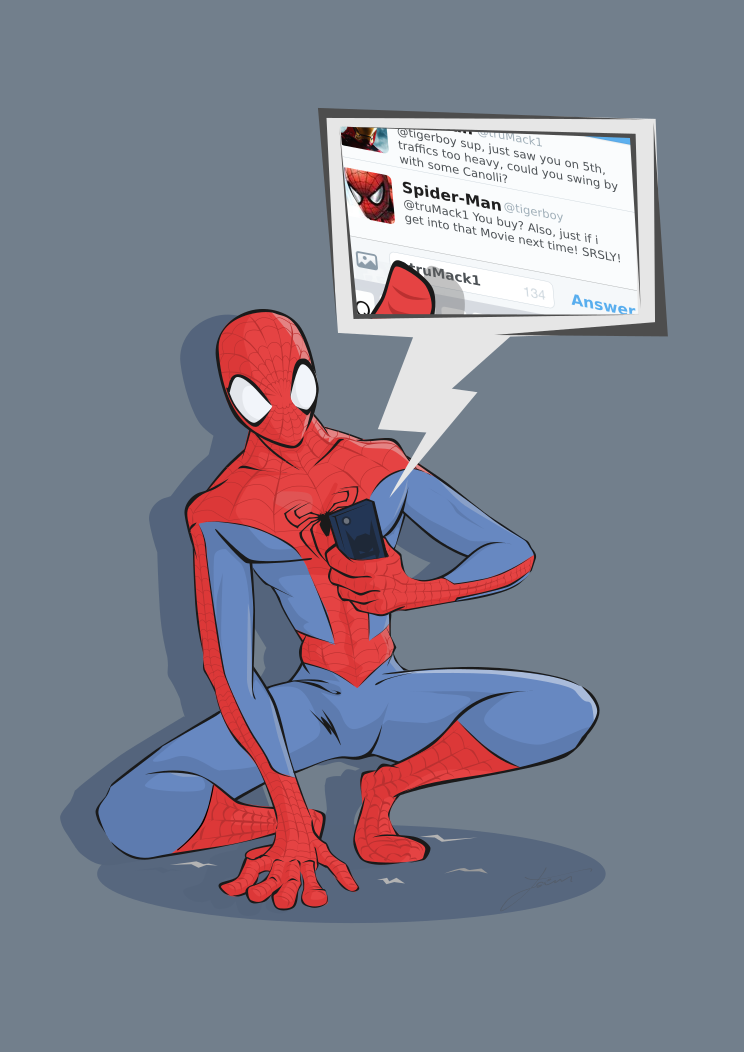 @truMack1
@tigerboy sup, just saw you on 5th,
traffics too heavy, could you swing by
with some Canolli?
Spider-Man @tigerboy
@truMack1 You buy? Also, just if i
get into that Movie next time! SRSLY!
truMack1
134
Answer